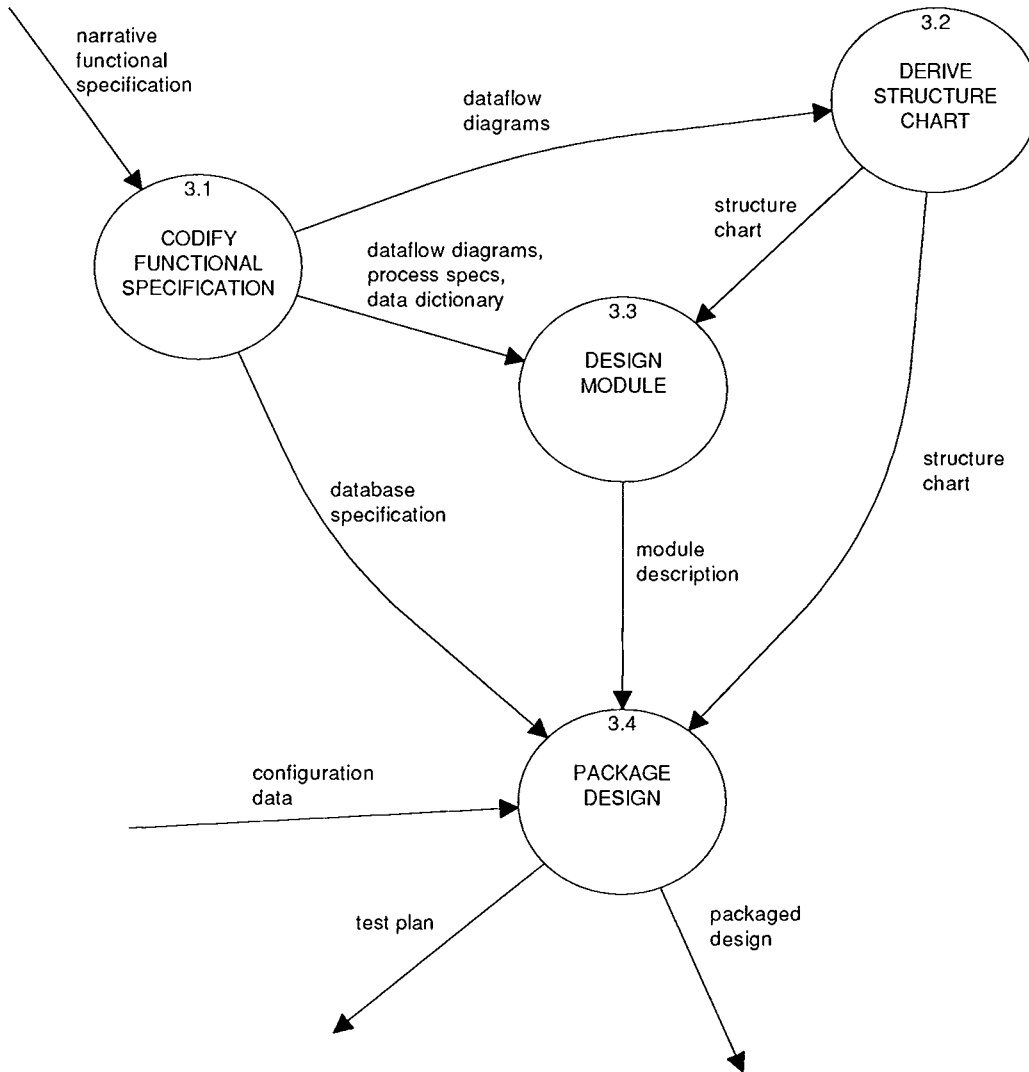 narrative
functional
specification
3.2
DERIVE
STRUCTURE
CHART
dataflow
diagrams
3.1
CODIFY
FUNCTIONAL
SPECIFICATION
structure
chart
dataflow diagrams,
process specs,
data dictionary
3.3
DESIGN
MODULE
structure
chart
database
specification
module
description
3.4
PACKAGE
DESIGN
configuration
data
test plan
packaged
design